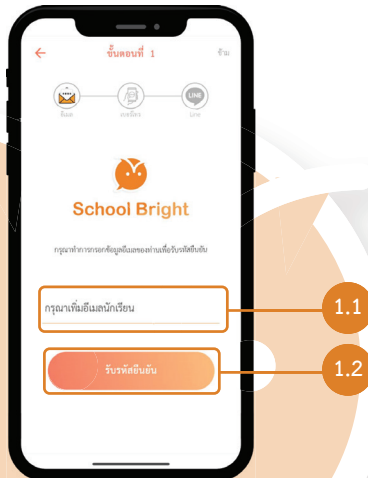 ขั้นตอนที่ 1
ข้าม
อีเมล
เบอร์โทร
Line
LINE
School Bright
กรุณาทำการกรอกข้อมูลอีเมลของท่านเพื่อรับรหัสยืนยัน
กรุณาเพิ่มอีเมลนักเรียน
1.1
รับรหัสยืนยัน
1.2